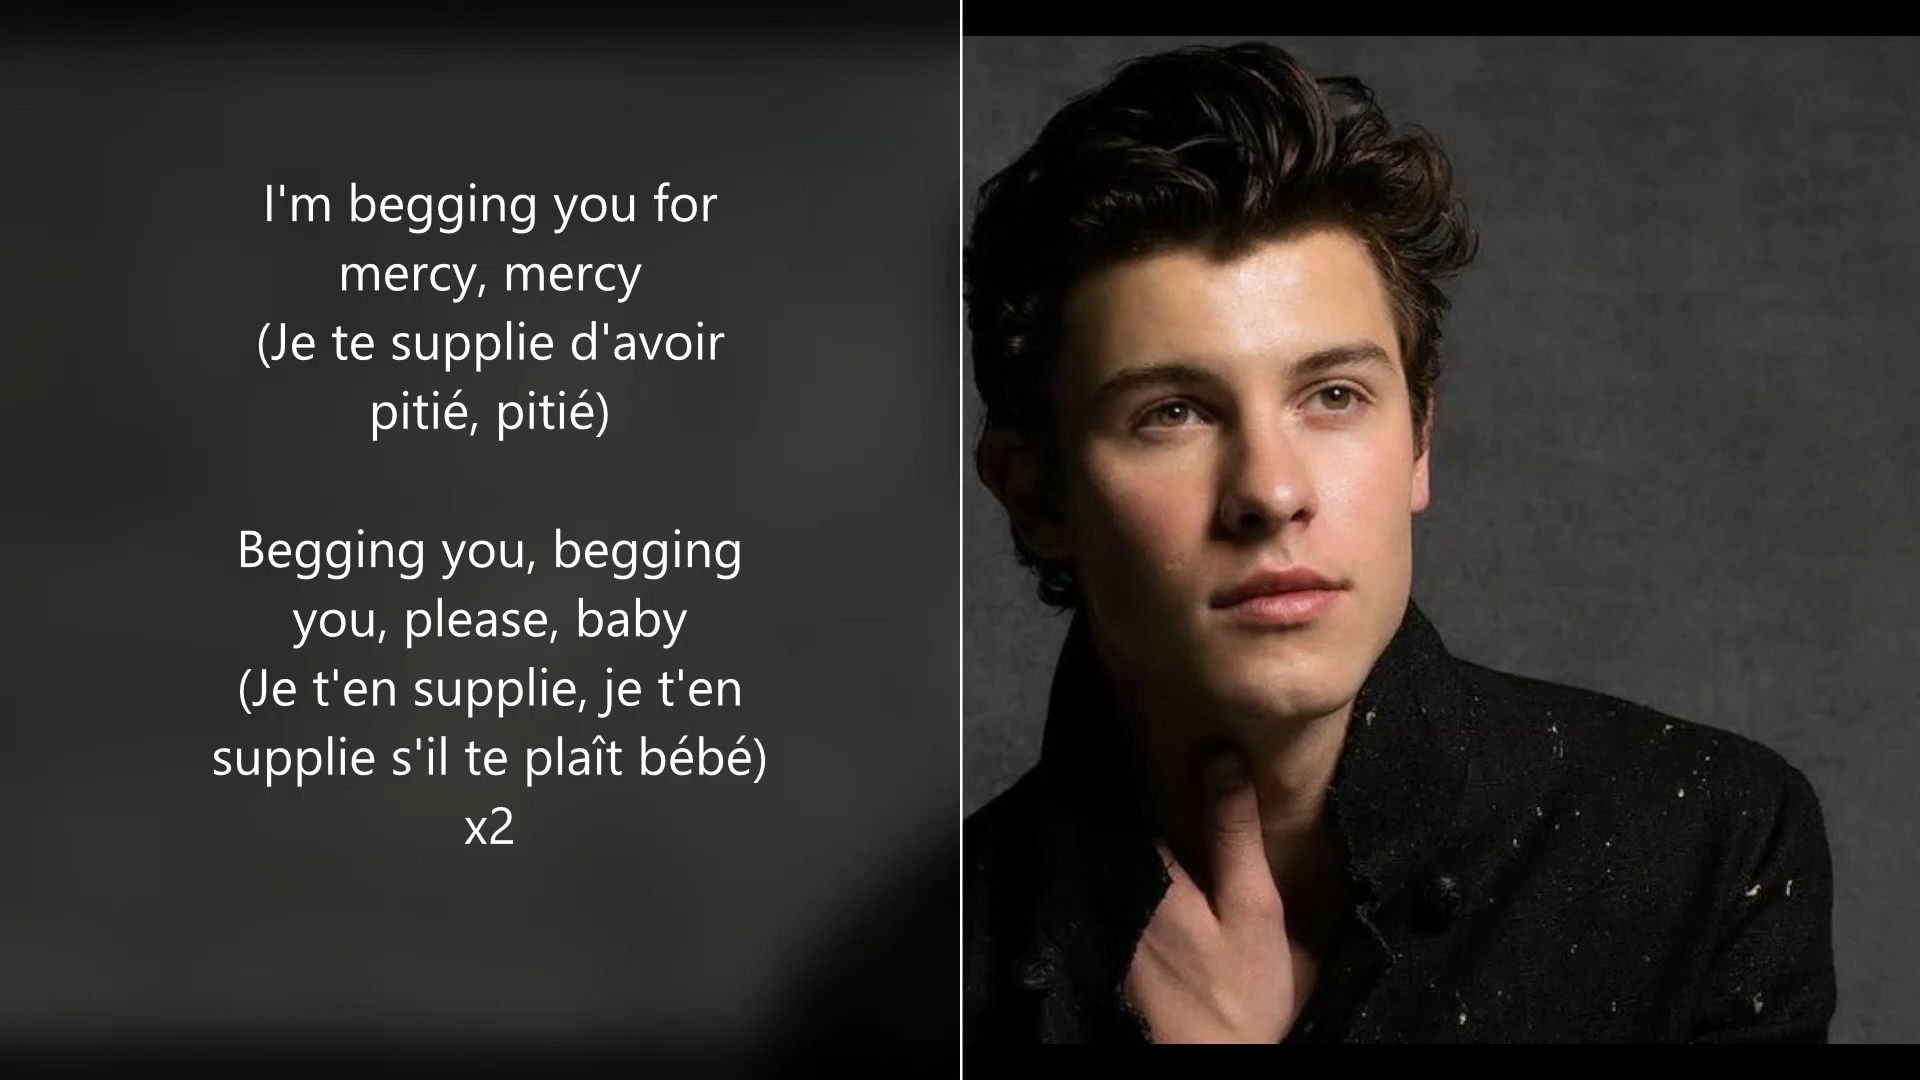 I'm begging you for
mercy, mercy
(Je te supplie d'avoir
pitié, pitié)
Begging you, begging
you, please, baby
(Je t'en supplie, je t'en
supplie s'il te plaît bébé)
x2